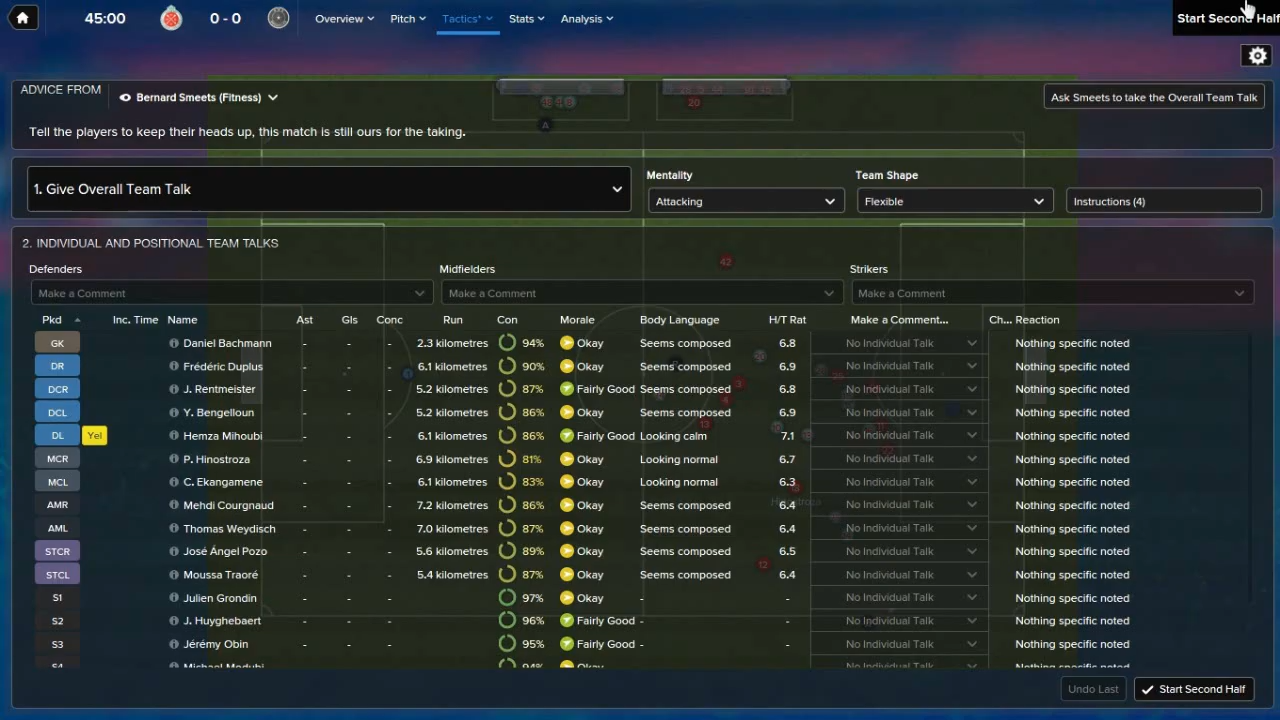 45:00 0 - 0 Overview Pitch Tactics* Stats Analysis Start Second Half
ADVICE FROM Bernard Smeets (Fitness) Ask Smeets to take the Overall Team Talk
Tell the players to keep their heads up, this match is still ours for the taking.
Mentality Team Shape
1. Give Overall Team Talk Attacking Flexible Instructions (4)
2. INDIVIDUAL AND POSITIONAL TEAM TALKS
Defenders Midfielders Strikers
Make a Comment Make a Comment Make a Comment
Pkd Inc. Time Name Ast Gls Conc Run Con Morale Body Language H/T Rat Make a Comment... Ch... Reaction
GK Daniel Bachmann - - - 2.3 kilometres 94% Okay Seems composed 6.8 No Individual Talk Nothing specific noted
DR Frédéric Duplus - - - 6.1 kilometres 90% Okay Seems composed 6.9 No Individual Talk Nothing specific noted
DCR J. Rentmeister - - - 5.2 kilometres 87% Fairly Good Seems composed 6.8 No Individual Talk Nothing specific noted
DCL Y. Bengelloun - - - 5.2 kilometres 86% Okay Seems composed 6.9 No Individual Talk Nothing specific noted
DL Yel Hemza Mihoubi - - - 6.1 kilometres 86% Fairly Good Looking calm 7.1 No Individual Talk Nothing specific noted
MCR P. Hinostroza - - - 6.9 kilometres 81% Okay Looking normal 6.7 No Individual Talk Nothing specific noted
MCL C. Ekangamene - - - 6.1 kilometres 83% Okay Looking normal 6.3 No Individual Talk Nothing specific noted
AMR Mehdi Courgnaud - - - 7.2 kilometres 86% Okay Seems composed 6.4 No Individual Talk Nothing specific noted
AML Thomas Weydisch - - - 7.0 kilometres 87% Okay Seems composed 6.4 No Individual Talk Nothing specific noted
STCR José Ángel Pozo - - - 5.6 kilometres 89% Okay Seems composed 6.5 No Individual Talk Nothing specific noted
STCL Moussa Traoré - - - 5.4 kilometres 87% Okay Seems composed 6.4 No Individual Talk Nothing specific noted
S1 Julien Grondin - - - 97% Okay - - No Individual Talk Nothing specific noted
S2 J. Huyghebaert - - - 96% Fairly Good - - No Individual Talk Nothing specific noted
S3 Jérémy Obin - - - 95% Fairly Good - - No Individual Talk Nothing specific noted
S4 94% Okay No Individual Talk Nothing specific noted
Undo Last Start Second Half